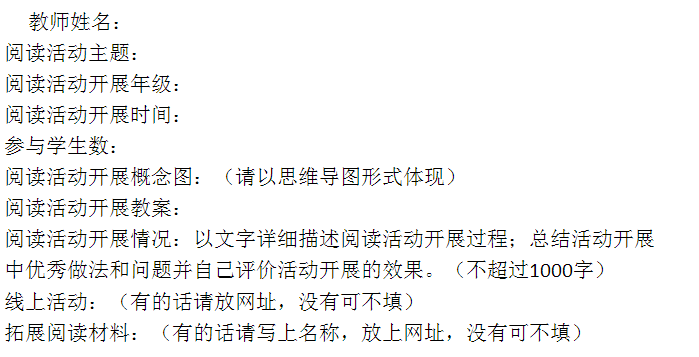 教师姓名：
阅读活动主题：
阅读活动开展年级：
阅读活动开展时间：
参与学生数：
阅读活动开展概念图：（请以思维导图形式体现）
阅读活动开展教案：
阅读活动开展情况：以文字详细描述阅读活动开展过程；总结活动开展
中优秀做法和问题并自己评价活动开展的效果。（不超过1000字）
线上活动：（有的话请放网址，没有可不填）
拓展阅读材料：（有的话请写上名称，放上网址，没有可不填）